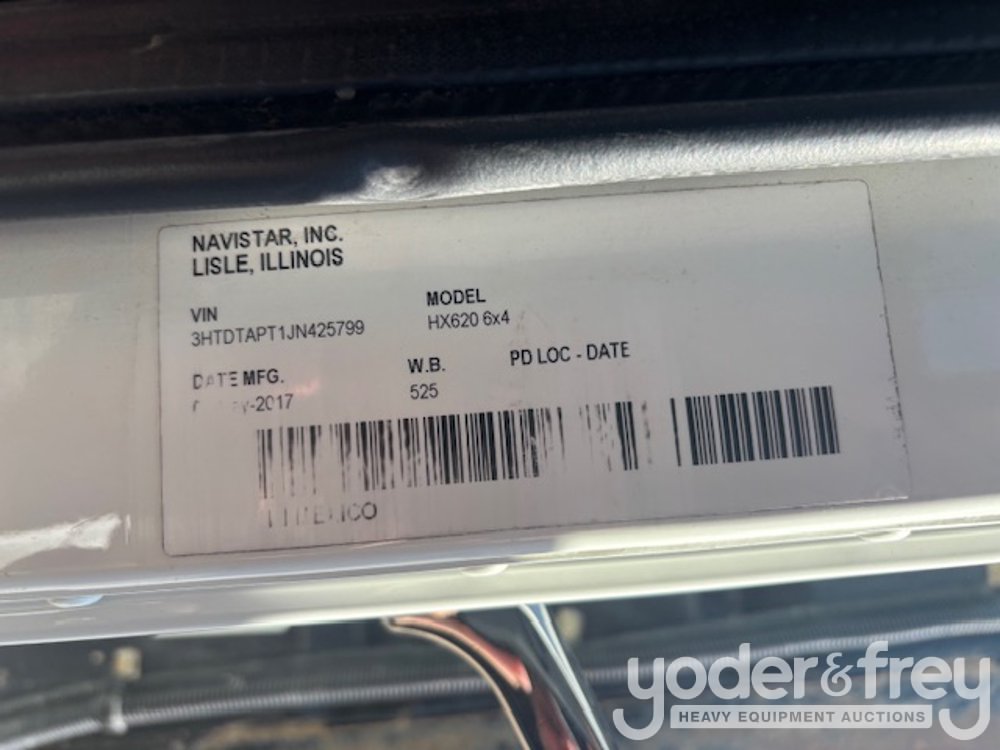 NAVISTAR, INC.
LISLE, ILLINOIS
VIN
3HTDTAPT1JN425799
MODEL
HX620 6x4
DATE MFG.
W.B.
525
PD LOC - DATE
yoder&frey
HEAVY EQUIPMENT AUCTIONS